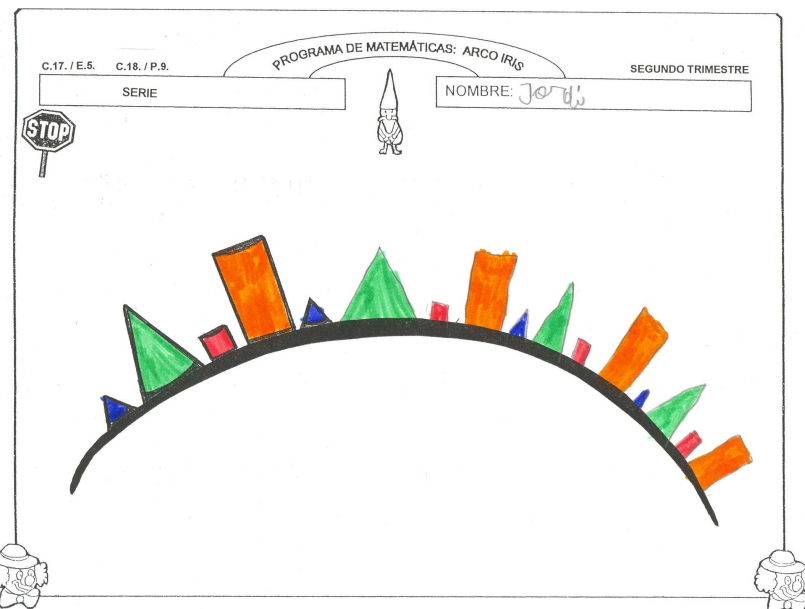 PROGRAMA DE MATEMÁTICAS: ARCO IRIS
C.17. / E.5. C.18. / P.9.
SEGUNDO TRIMESTRE
SERIE
NOMBRE: Jordi
STOP